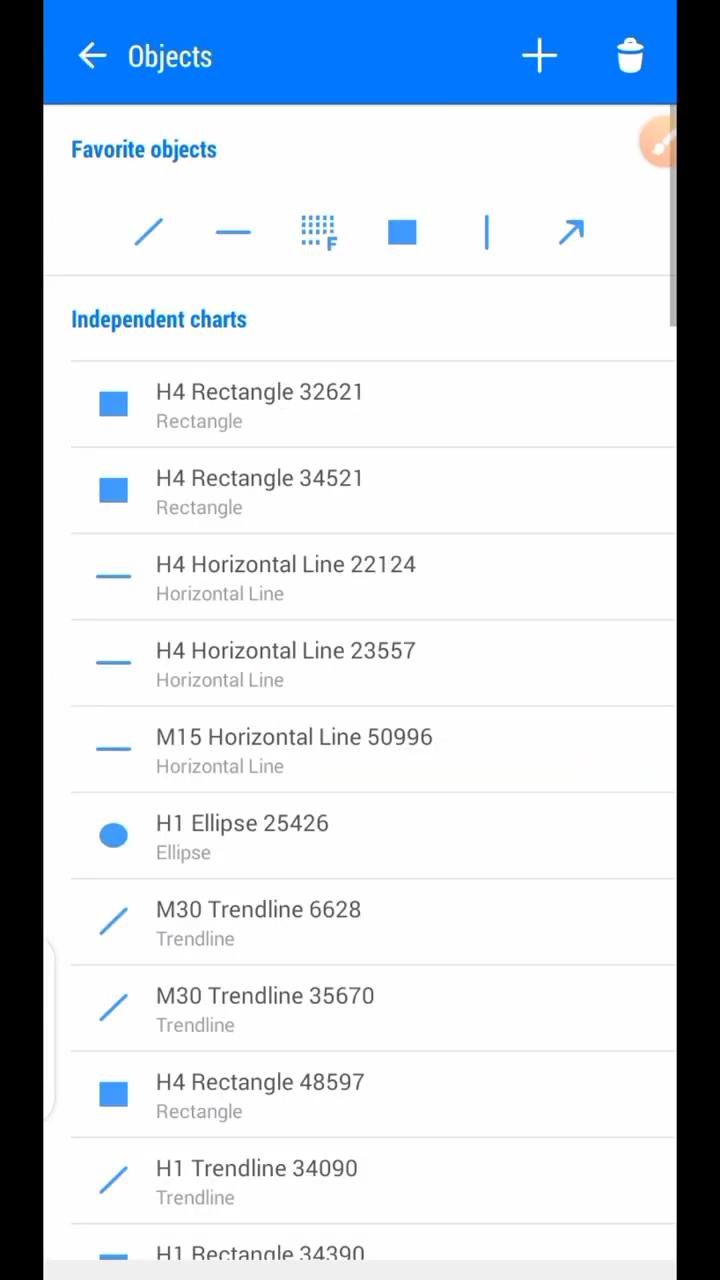 Objects
Favorite objects
F
Independent charts
H4 Rectangle 32621
Rectangle
H4 Rectangle 34521
Rectangle
H4 Horizontal Line 22124
Horizontal Line
H4 Horizontal Line 23557
Horizontal Line
M15 Horizontal Line 50996
Horizontal Line
H1 Ellipse 25426
Ellipse
M30 Trendline 6628
Trendline
M30 Trendline 35670
Trendline
H4 Rectangle 48597
Rectangle
H1 Trendline 34090
Trendline
H1 Rectangle 34390